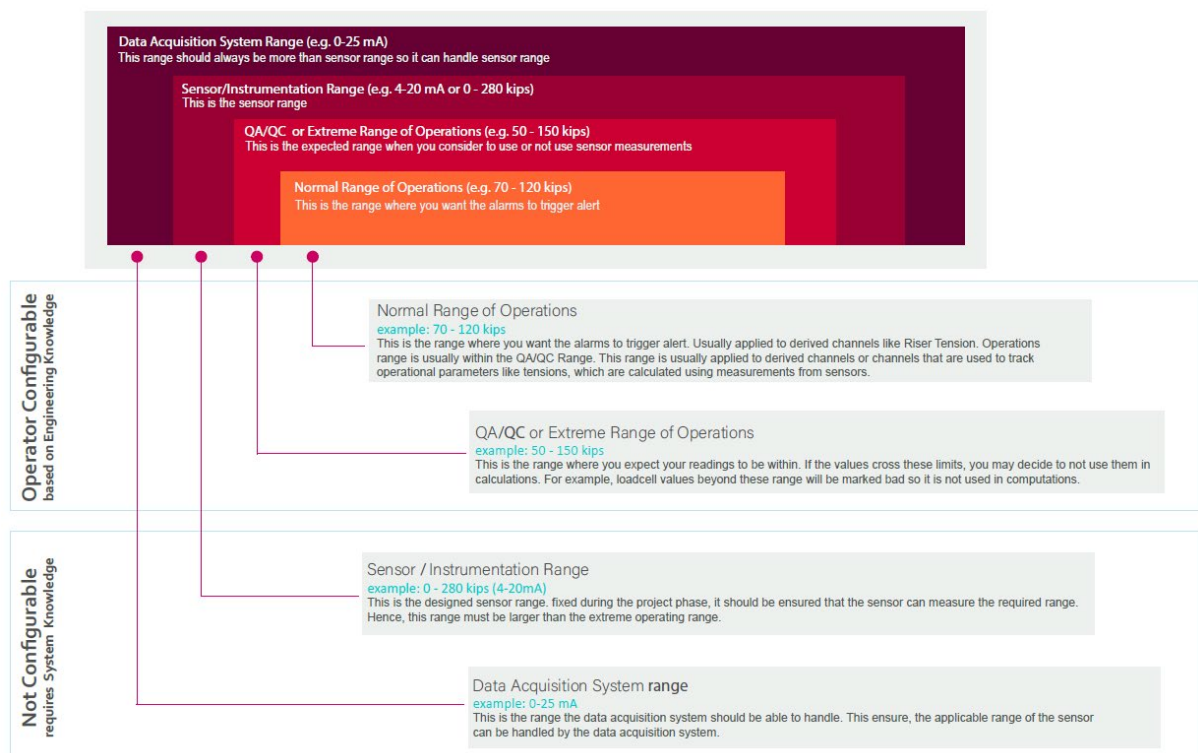 Data Acquisition System Range (e.g. 0-25 mA)
This range should always be more than sensor range so it can handle sensor range
Sensor/Instrumentation Range (e.g. 4-20 mA or 0 - 280 kips)
This is the sensor range
QA/QC or Extreme Range of Operations (e.g. 50 - 150 kips)
This is the expected range when you consider to use or not use sensor measurements
Normal Range of Operations (e.g. 70 - 120 kips)
This is the range where you want the alarms to trigger alert
Operator Configurable
based on Engineering Knowledge
Normal Range of Operations
example: 70 - 120 kips
This is the range where you want the alarms to trigger alert. Usually applied to derived channels like Riser Tension. Operations
range is usually within the QA/QC Range. This range is usually applied to derived channels or channels that are used to track
operational parameters like tensions, which are calculated using measurements from sensors.
QA/QC or Extreme Range of Operations
example: 50 - 150 kips
This is the range where you expect your readings to be within. If the values cross these limits, you may decide to not use them in
calculations. For example, loadcell values beyond these range will be marked bad so it is not used in computations.
Not Configurable
requires System Knowledge
Sensor / Instrumentation Range
example: 0 - 280 kips (4-20mA)
This is the designed sensor range. fixed during the project phase, it should be ensured that the sensor can measure the required range.
Hence, this range must be larger than the extreme operating range.
Data Acquisition System range
example: 0-25 mA
This is the range the data acquisition system should be able to handle. This ensure, the applicable range of the sensor
can be handled by the data acquisition system.